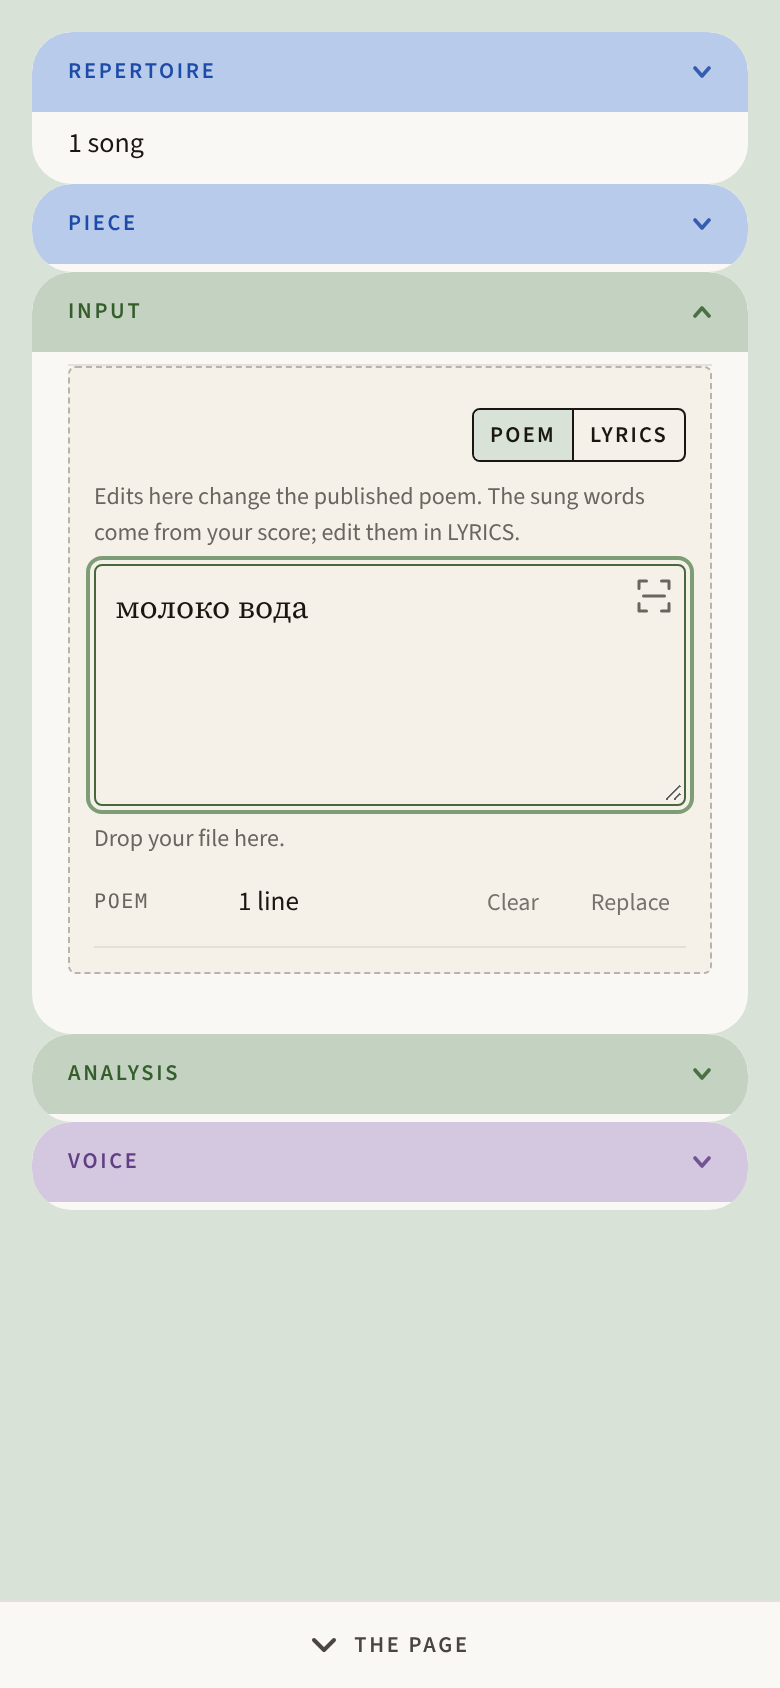 REPERTOIRE
1 song
PIECE
INPUT
POEM LYRICS
Edits here change the published poem. The sung words
come from your score; edit them in LYRICS.
молоко вода
Drop your file here.
POEM 1 line Clear Replace
ANALYSIS
VOICE
THE PAGE